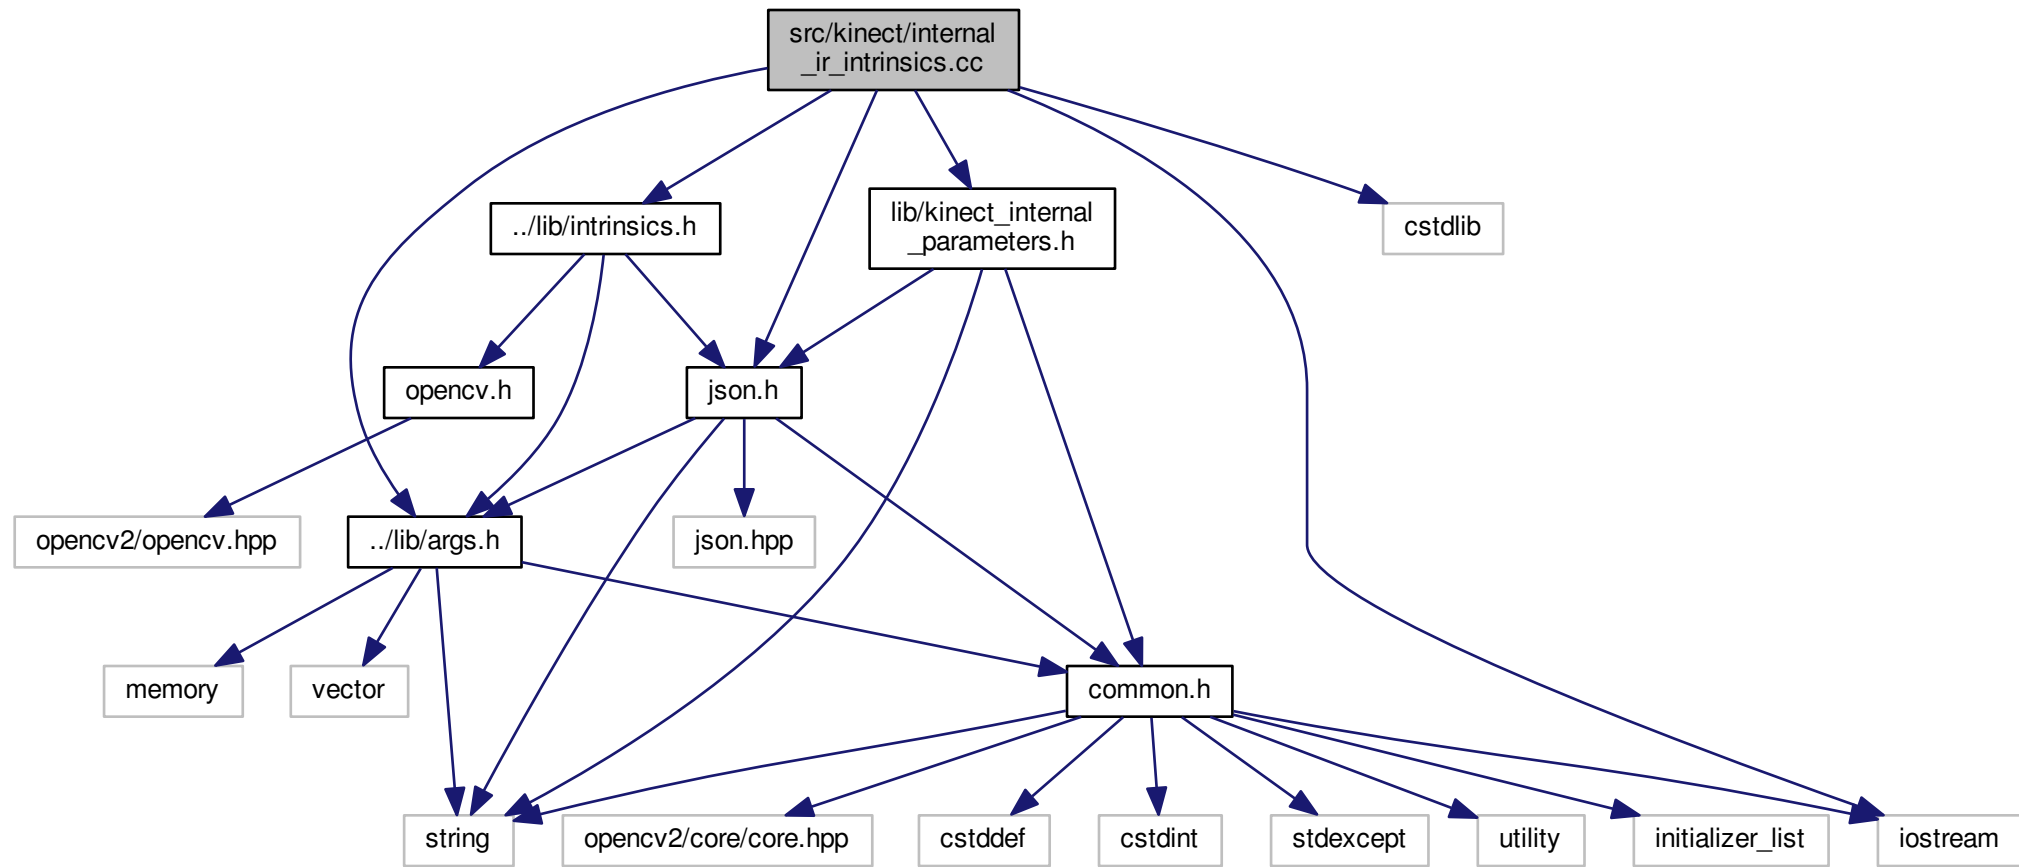 src/kinect/internal
_ir_intrinsics.cc
../lib/intrinsics.h
lib/kinect_internal
_parameters.h
cstdlib
opencv.h
json.h
opencv2/opencv.hpp
../lib/args.h
json.hpp
memory
vector
common.h
string
opencv2/core/core.hpp
cstddef
cstdint
stdexcept
utility
initializer_list
iostream